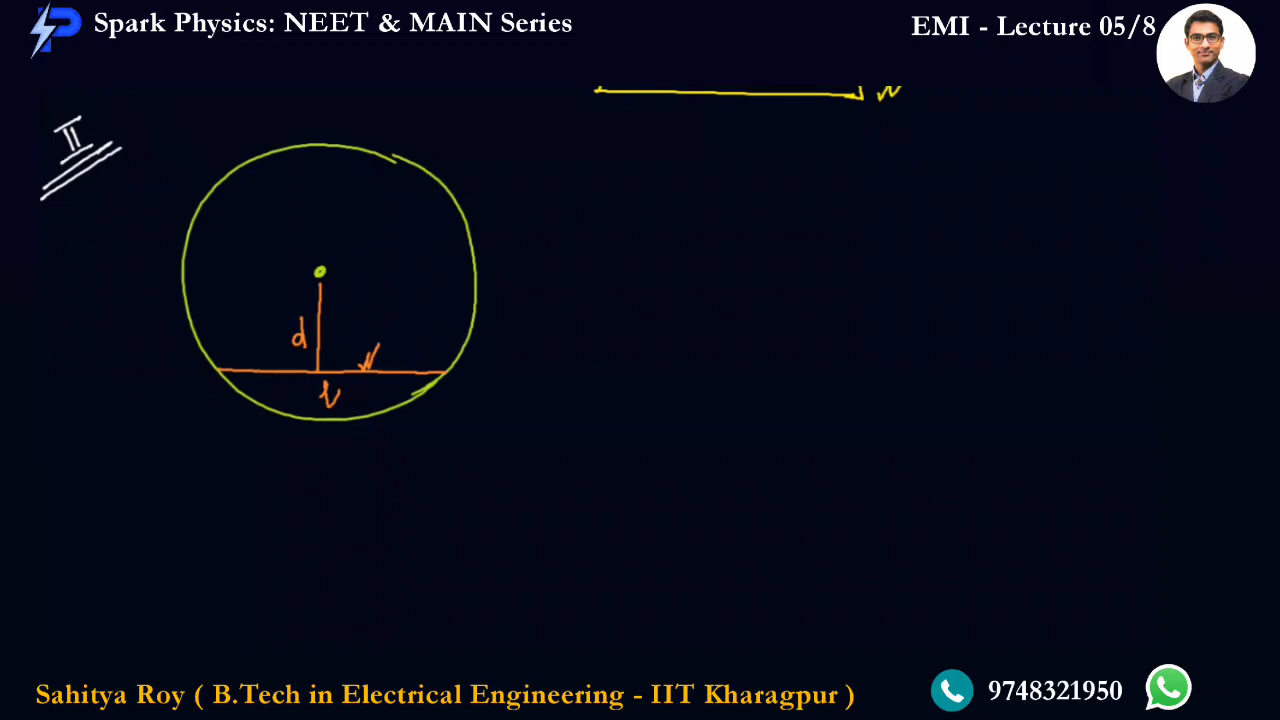 Spark Physics: NEET & MAIN Series
EMI - Lecture 05/8
II
d
l
Sahitya Roy ( B.Tech in Electrical Engineering - IIT Kharagpur )
9748321950